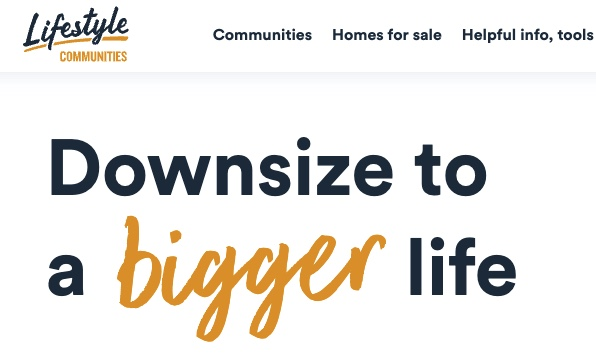 Lifestyle
COMMUNITIES
Communities Homes for sale Helpful info, tools
Downsize to
a bigger life